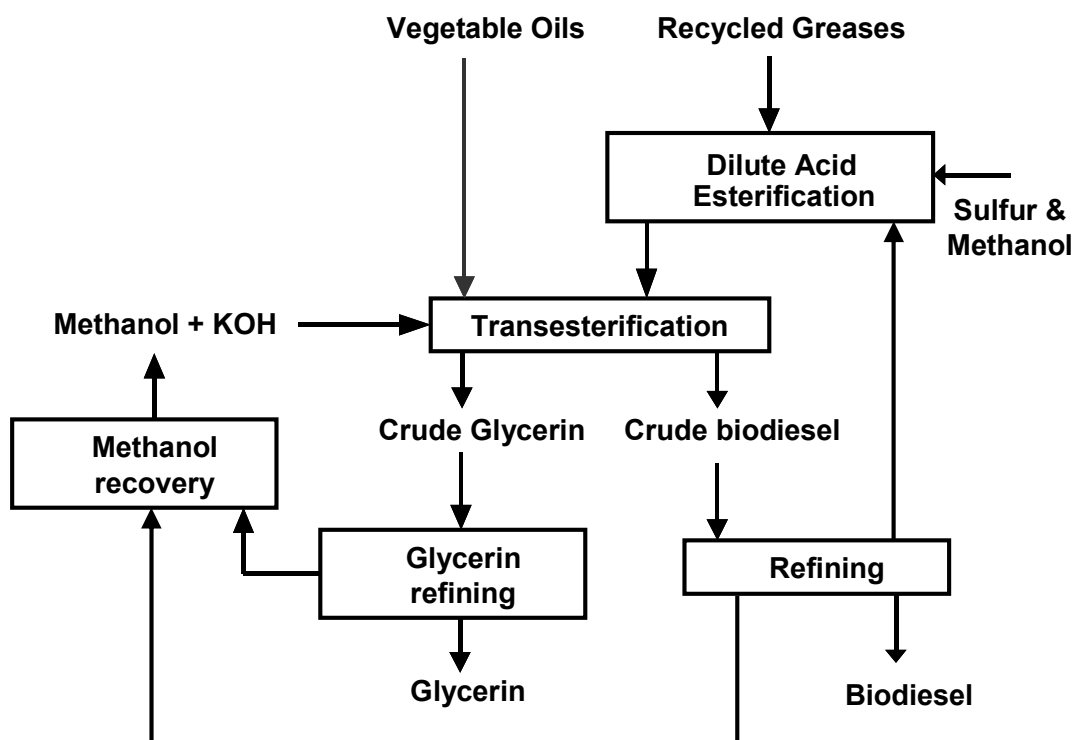 Vegetable Oils
Recycled Greases
Dilute Acid
Esterification
Sulfur &
Methanol
Methanol + KOH
Transesterification
Crude Glycerin
Crude biodiesel
Methanol
recovery
Glycerin
refining
Refining
Glycerin
Biodiesel